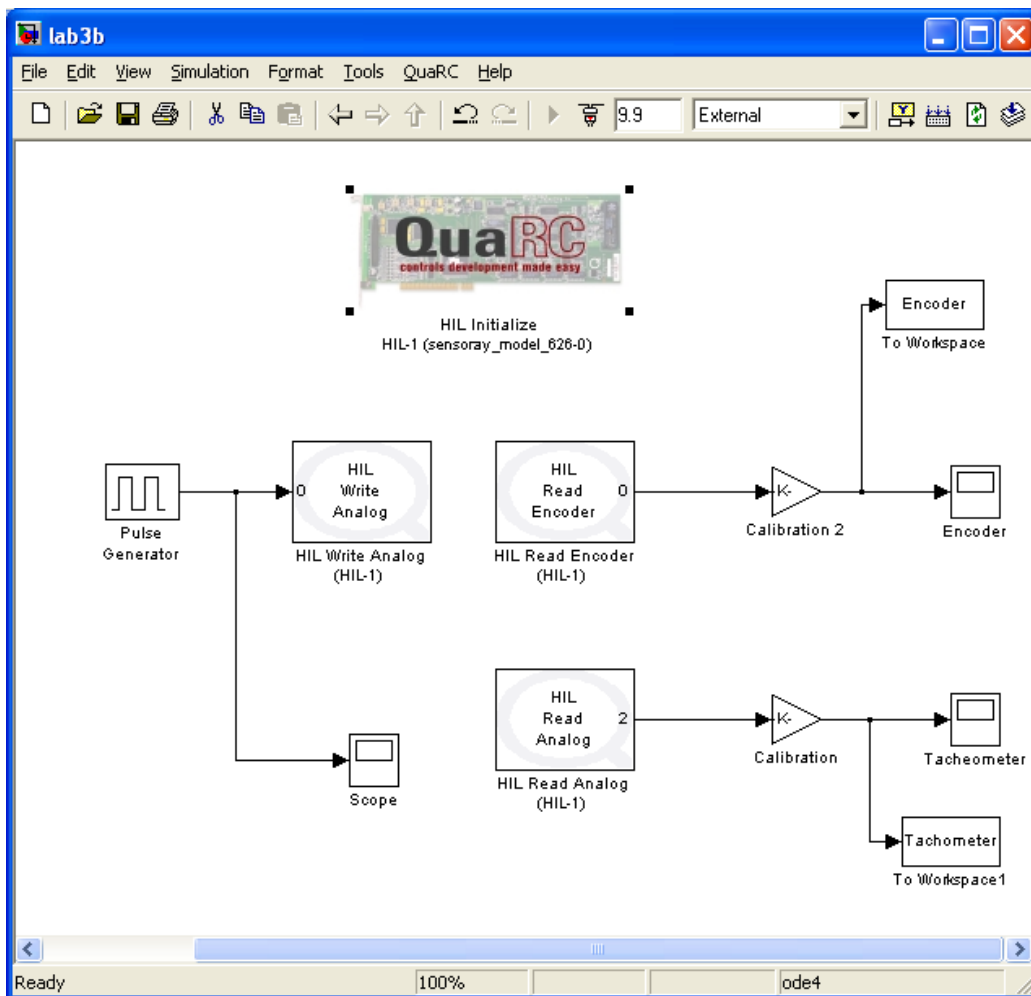 lab3b
File Edit View Simulation Format Tools QuaRC Help
9.9 External
QuaRC
controls development made easy
HIL Initialize
HIL-1 (sensoray_model_626-0)
Encoder
To Workspace
0
HIL
Write
Analog
HIL Write Analog
(HIL-1)
Pulse
Generator
HIL
Read
Encoder
0
HIL Read Encoder
(HIL-1)
K-
Calibration 2
Encoder
HIL
Read
Analog
2
HIL Read Analog
(HIL-1)
K-
Calibration
Tacheometer
Scope
Tachometer
To Workspace1
Ready 100% ode4